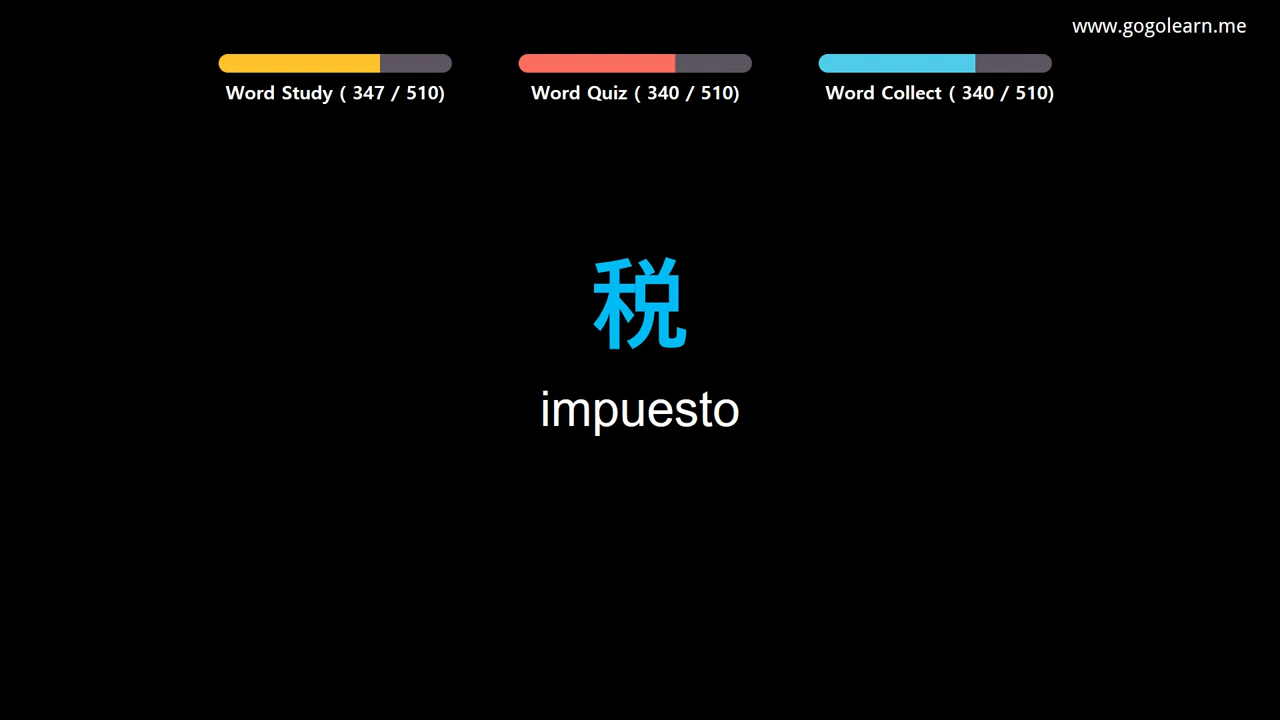 www.gogolearn.me
Word Study ( 347 / 510)
Word Quiz ( 340 / 510)
Word Collect ( 340 / 510)
税
impuesto